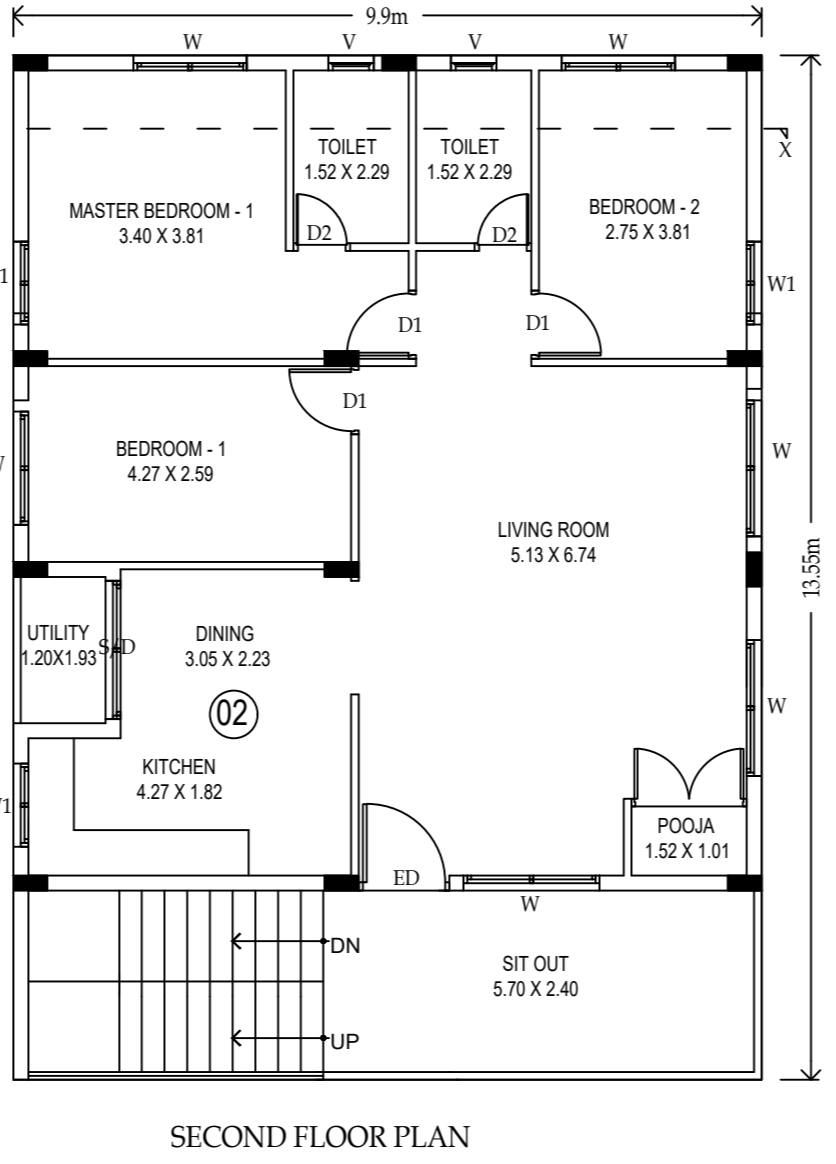 9.9m
W
V
V
W
X
TOILET
1.52 X 2.29
TOILET
1.52 X 2.29
MASTER BEDROOM - 1
3.40 X 3.81
BEDROOM - 2
2.75 X 3.81
D2
D2
1
W1
D1
D1
D1
BEDROOM - 1
4.27 X 2.59
W
LIVING ROOM
5.13 X 6.74
13.55m
UTILITY
1.20X1.93
S/D
DINING
3.05 X 2.23
02
W
KITCHEN
4.27 X 1.82
1
POOJA
1.52 X 1.01
ED
W
DN
SIT OUT
5.70 X 2.40
UP
SECOND FLOOR PLAN